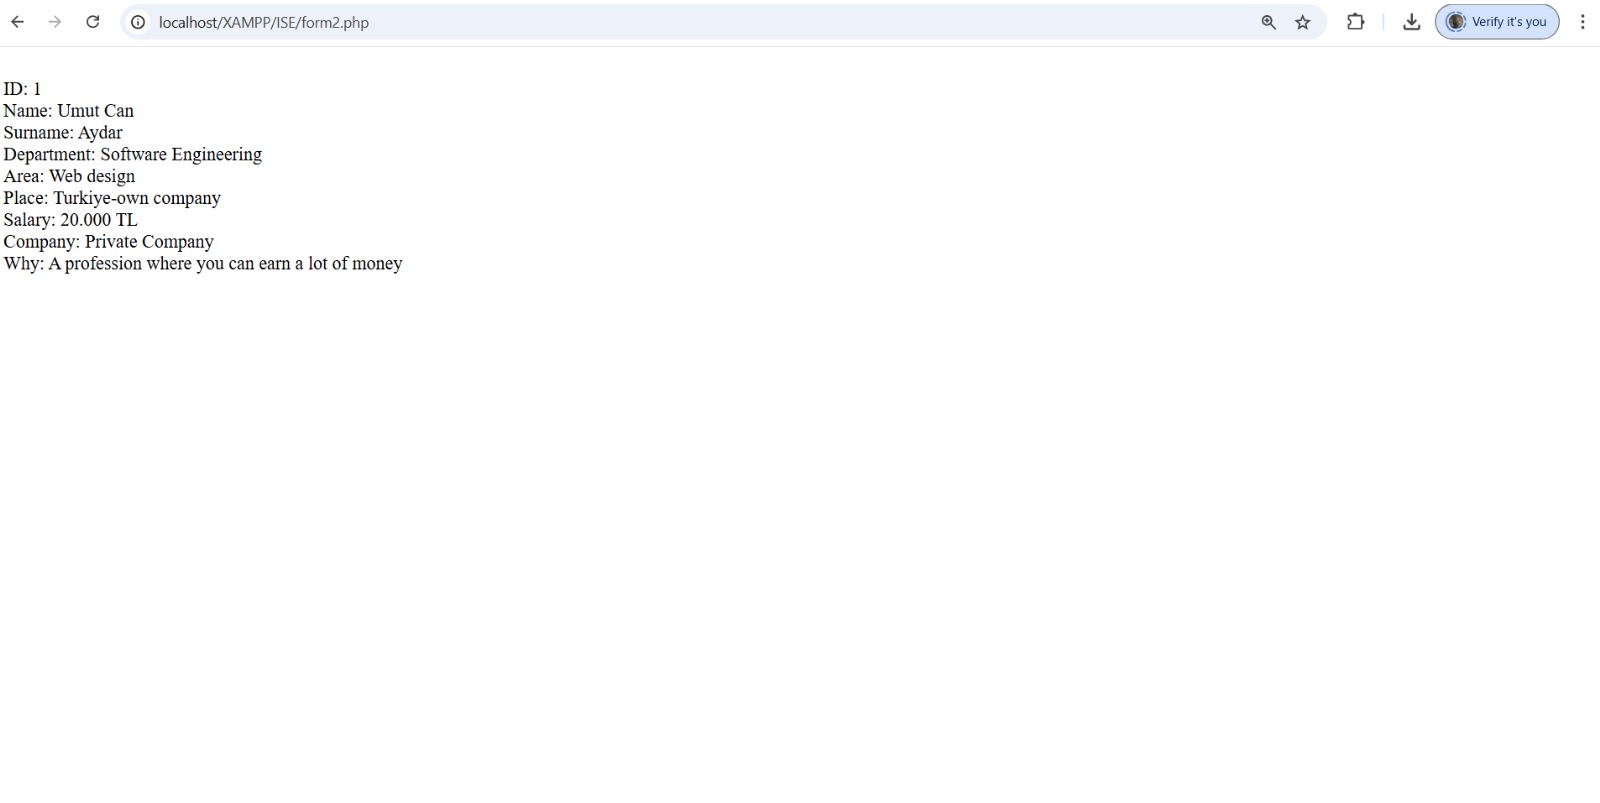 localhost/XAMPP/ISE/form2.php
Verify it's you
ID: 1
Name: Umut Can
Surname: Aydar
Department: Software Engineering
Area: Web design
Place: Turkiye-own company
Salary: 20.000 TL
Company: Private Company
Why: A profession where you can earn a lot of money